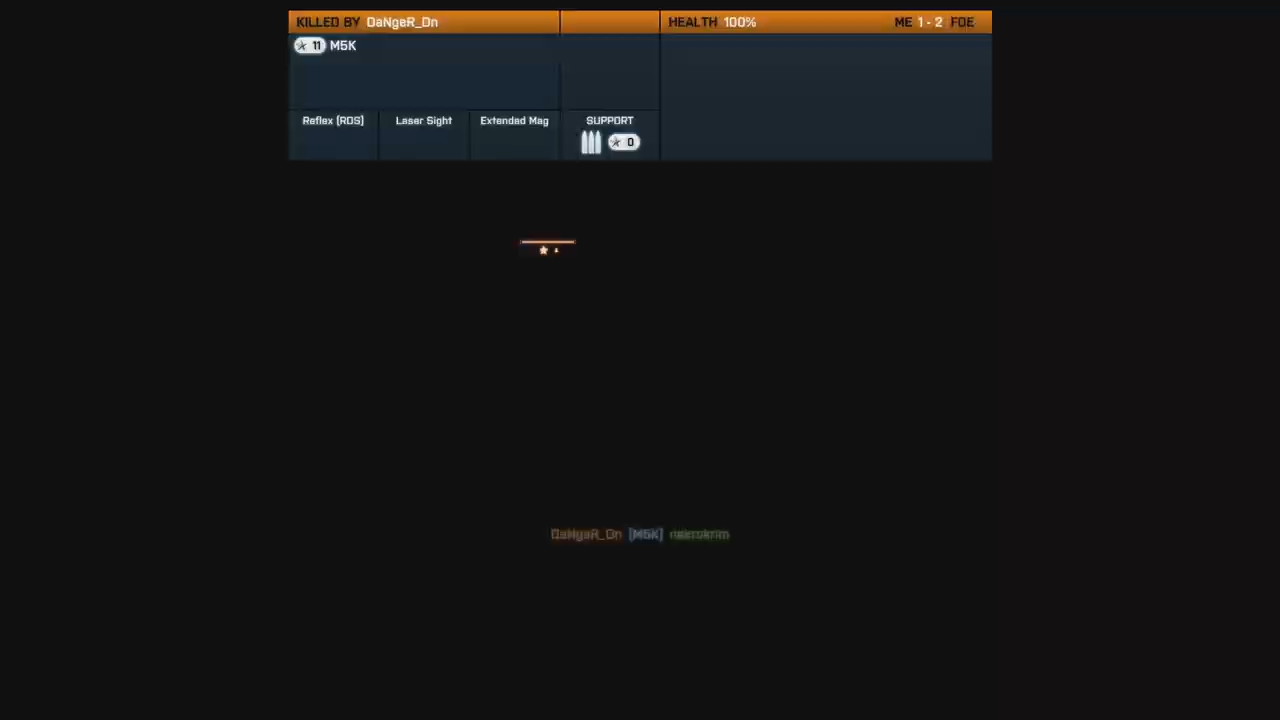 KILLED BY DaNgeR_Dn HEALTH 100% ME 1 - 2 FOE
11 M5K
Reflex (RDS) Laser Sight Extended Mag SUPPORT
0
DaNgeR_Dn [M5K]